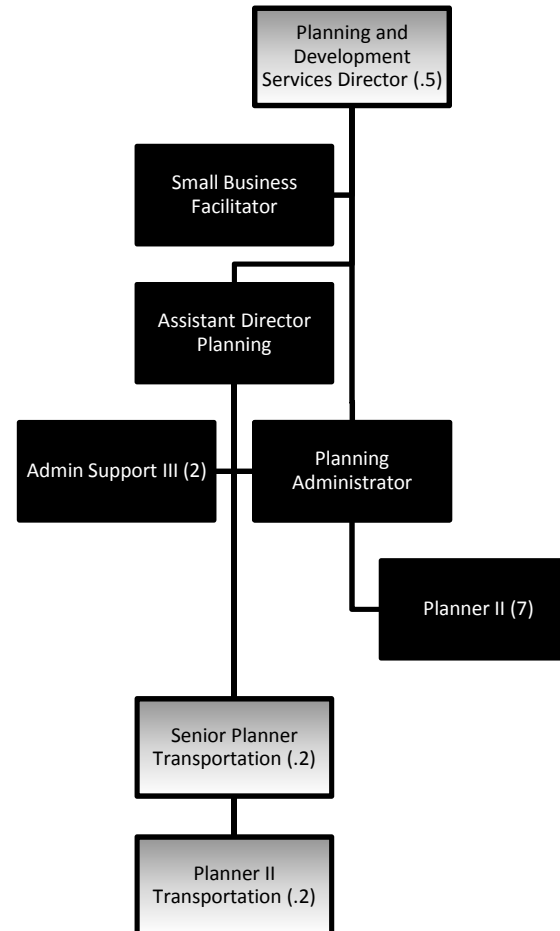 Planning and
Development
Services Director (.5)
Small Business
Facilitator
Assistant Director
Planning
Admin Support III (2)
Planning
Administrator
Planner II (7)
Senior Planner
Transportation (.2)
Planner II
Transportation (.2)